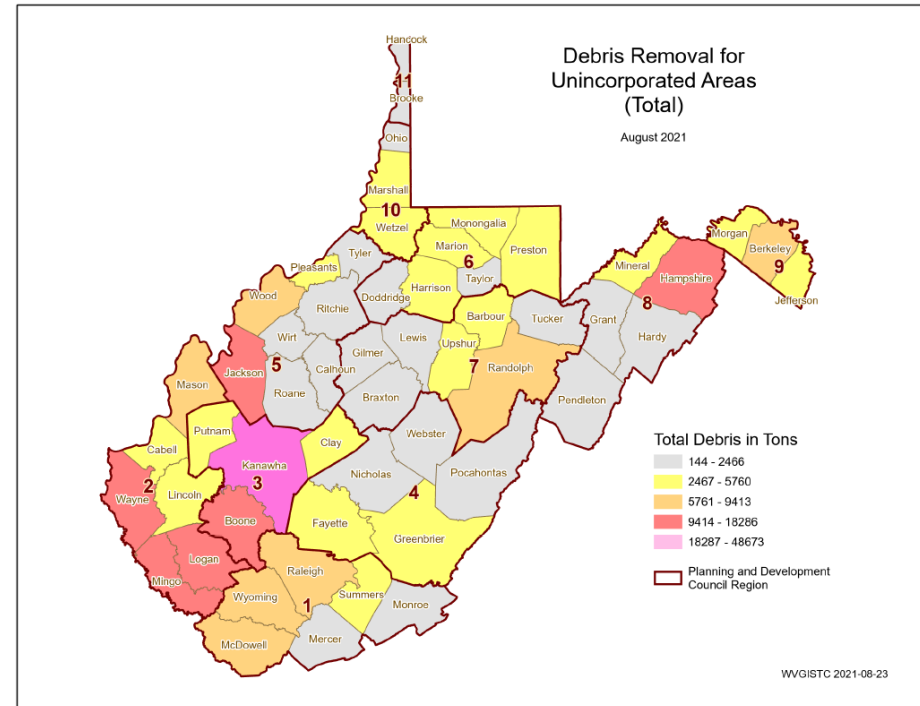 Debris Removal for
Unincorporated Areas
(Total)
August 2021
Hancock
11
Brooke
Ohio
Marshall
10
Wetzel
Monongalia
Marion
6
Preston
Taylor
Tyler
Pleasants
Doddridge
Harrison
Wood
Ritchie
Barbour
Tucker
Wirt
Lewis
Upshur
Gilmer
Calhoun
5
7
Randolph
Jackson
Roane
Braxton
Mason
Morgan
Berkeley
9
Jefferson
Mineral
Hampshire
8
Grant
Hardy
Pendleton
Putnam
Clay
Webster
Cabell
Kanawha
3
Nicholas
Pocahontas
2
Wayne
Lincoln
4
Boone
Fayette
Greenbrier
Logan
Mingo
Raleigh
Wyoming
1
Summers
Monroe
McDowell
Mercer
Total Debris in Tons
144 - 2466
2467 - 5760
5761 - 9413
9414 - 18286
18287 - 48673
Planning and Development
Council Region
WVGISTC 2021-08-23